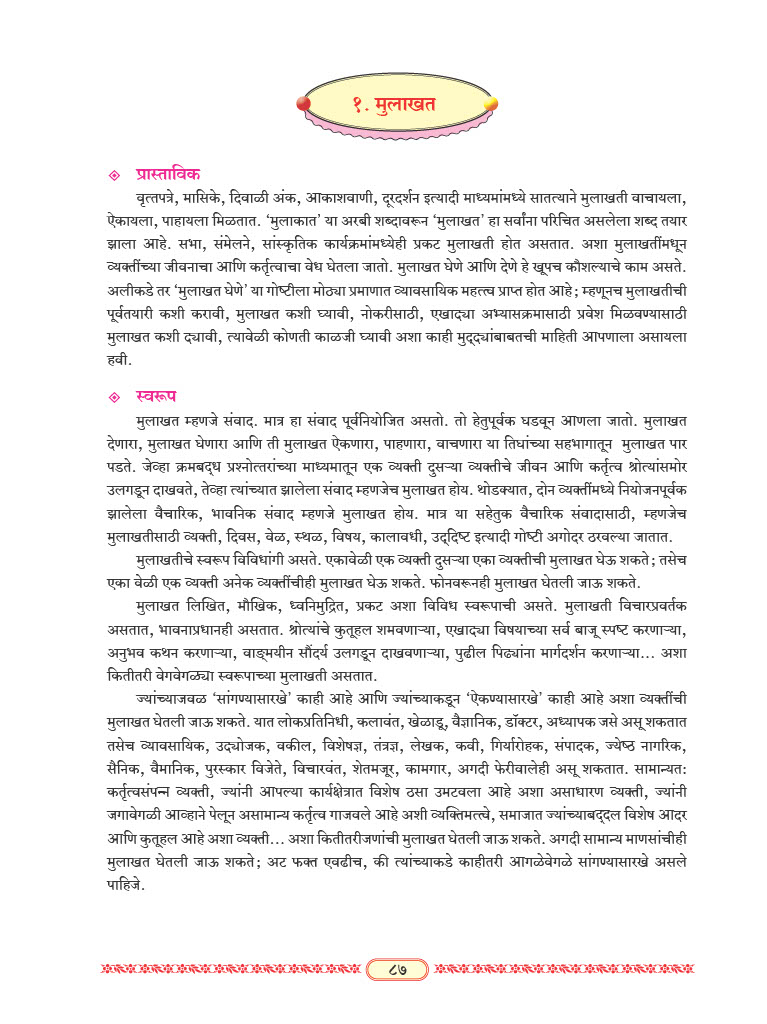 १. मुलाखत
प्रास्ताविक
वृत्तपत्रे, मासिके, दिवाळी अंक, आकाशवाणी, दूरदर्शन इत्यादी माध्यमांमध्ये सातत्याने मुलाखती वाचायला,
ऐकायला, पाहायला मिळतात. ‘मुलाकात’ या अरबी शब्दावरून ‘मुलाखत’ हा सर्वांना परिचित असलेला शब्द तयार
झाला आहे. सभा, संमेलने, सांस्कृतिक कार्यक्रमांमध्येही प्रकट मुलाखती होत असतात. अशा मुलाखतींमधून
व्यक्तींच्या जीवनाचा आणि कर्तृत्वाचा वेध घेतला जातो. मुलाखत घेणे आणि देणे हे खूपच कौशल्याचे काम असते.
अलीकडे तर ‘मुलाखत घेणे’ या गोष्टीला मोठ्या प्रमाणात व्यावसायिक महत्त्व प्राप्त होत आहे; म्हणूनच मुलाखतीची
पूर्वतयारी कशी करावी, मुलाखत कशी घ्यावी, नोकरीसाठी, एखाद्या अभ्यासक्रमासाठी प्रवेश मिळवण्यासाठी
मुलाखत कशी द्यावी, त्यावेळी कोणती काळजी घ्यावी अशा काही मुद्द्यांबाबतची माहिती आपणाला असायला
हवी.
स्वरूप
मुलाखत म्हणजे संवाद. मात्र हा संवाद पूर्वनियोजित असतो. तो हेतुपूर्वक घडवून आणला जातो. मुलाखत
देणारा, मुलाखत घेणारा आणि ती मुलाखत ऐकणारा, पाहणारा, वाचणारा या तिघांच्या सहभागातून मुलाखत पार
पडते. जेव्हा क्रमबद्ध प्रश्नोत्तरांच्या माध्यमातून एक व्यक्ती दुसऱ्या व्यक्तीचे जीवन आणि कर्तृत्व श्रोत्यांसमोर
उलगडून दाखवते, तेव्हा त्यांच्यात झालेला संवाद म्हणजेच मुलाखत होय. थोडक्यात, दोन व्यक्तींमध्ये नियोजनपूर्वक
झालेला वैचारिक, भावनिक संवाद म्हणजे मुलाखत होय. मात्र या सहेतुक वैचारिक संवादासाठी, म्हणजेच
मुलाखतीसाठी व्यक्ती, दिवस, वेळ, स्थळ, विषय, कालावधी, उद्दिष्ट इत्यादी गोष्टी अगोदर ठरवल्या जातात.
मुलाखतीचे स्वरूप विविधांगी असते. एकावेळी एक व्यक्ती दुसऱ्या एका व्यक्तीची मुलाखत घेऊ शकते; तसेच
एका वेळी एक व्यक्ती अनेक व्यक्तींचीही मुलाखत घेऊ शकते. फोनवरूनही मुलाखत घेतली जाऊ शकते.
मुलाखत लिखित, मौखिक, ध्वनिमुद्रित, प्रकट अशा विविध स्वरूपाची असते. मुलाखती विचारप्रवर्तक
असतात, भावनाप्रधानही असतात. श्रोत्यांचे कुतूहल शमवणाऱ्या, एखाद्या विषयाच्या सर्व बाजू स्पष्ट करणाऱ्या,
अनुभव कथन करणाऱ्या, वाङ्मयीन सौंदर्य उलगडून दाखवणाऱ्या, पुढील पिढ्यांना मार्गदर्शन करणाऱ्या... अशा
कितीतरी वेगवेगळ्या स्वरूपाच्या मुलाखती असतात.
ज्यांच्याजवळ ‘सांगण्यासारखे’ काही आहे आणि ज्यांच्याकडून ‘ऐकण्यासारखे’ काही आहे अशा व्यक्तींची
मुलाखत घेतली जाऊ शकते. यात लोकप्रतिनिधी, कलावंत, खेळाडू, वैज्ञानिक, डॉक्टर, अध्यापक जसे असू शकतात
तसेच व्यावसायिक, उद्योजक, वकील, विशेषज्ञ, तंत्रज्ञ, लेखक, कवी, गिर्यारोहक, संपादक, ज्येष्ठ नागरिक,
सैनिक, वैमानिक, पुरस्कार विजेते, विचारवंत, शेतमजूर, कामगार, अगदी फेरीवालेही असू शकतात. सामान्यतः
कर्तृत्वसंपन्न व्यक्ती, ज्यांनी आपल्या कार्यक्षेत्रात विशेष ठसा उमटवला आहे अशा असाधारण व्यक्ती, ज्यांनी
जगावेगळी आव्हाने पेलून असामान्य कर्तृत्व गाजवले आहे अशी व्यक्तिमत्त्वे, समाजात ज्यांच्याबद्दल विशेष आदर
आणि कुतूहल आहे अशा व्यक्ती... अशा कितीतरीजणांची मुलाखत घेतली जाऊ शकते. अगदी सामान्य माणसांचीही
मुलाखत घेतली जाऊ शकते; अट फक्त एवढीच, की त्यांच्याकडे काहीतरी आगळेवेगळे सांगण्यासारखे असले
पाहिजे.
८७